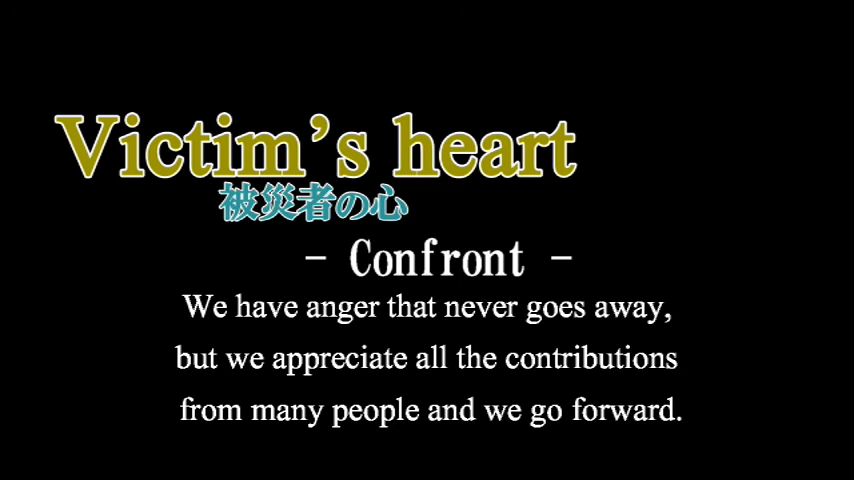 Victim's heart
被災者の心
- Confront -
We have anger that never goes away,
but we appreciate all the contributions
from many people and we go forward.